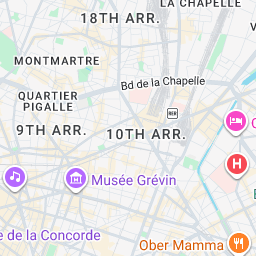 LA CHAPELLE
18TH ARR.
MONTMARTRE
Bd de la Chapelle
QUARTIER
PIGALLE
9TH ARR.
10TH ARR.
H
Musée Grévin
e de la Concorde
Ober Mamma